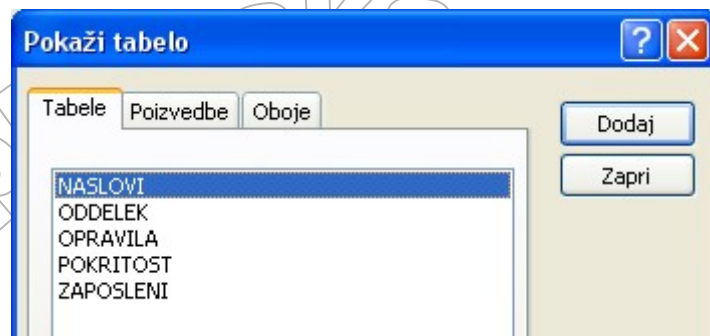 Pokaži tabelo
Tabele Poizvedbe Oboje
Dodaj
Zapri
NASLOVI
ODDELEK
OPRAVILA
POKRITOST
ZAPOSLENI